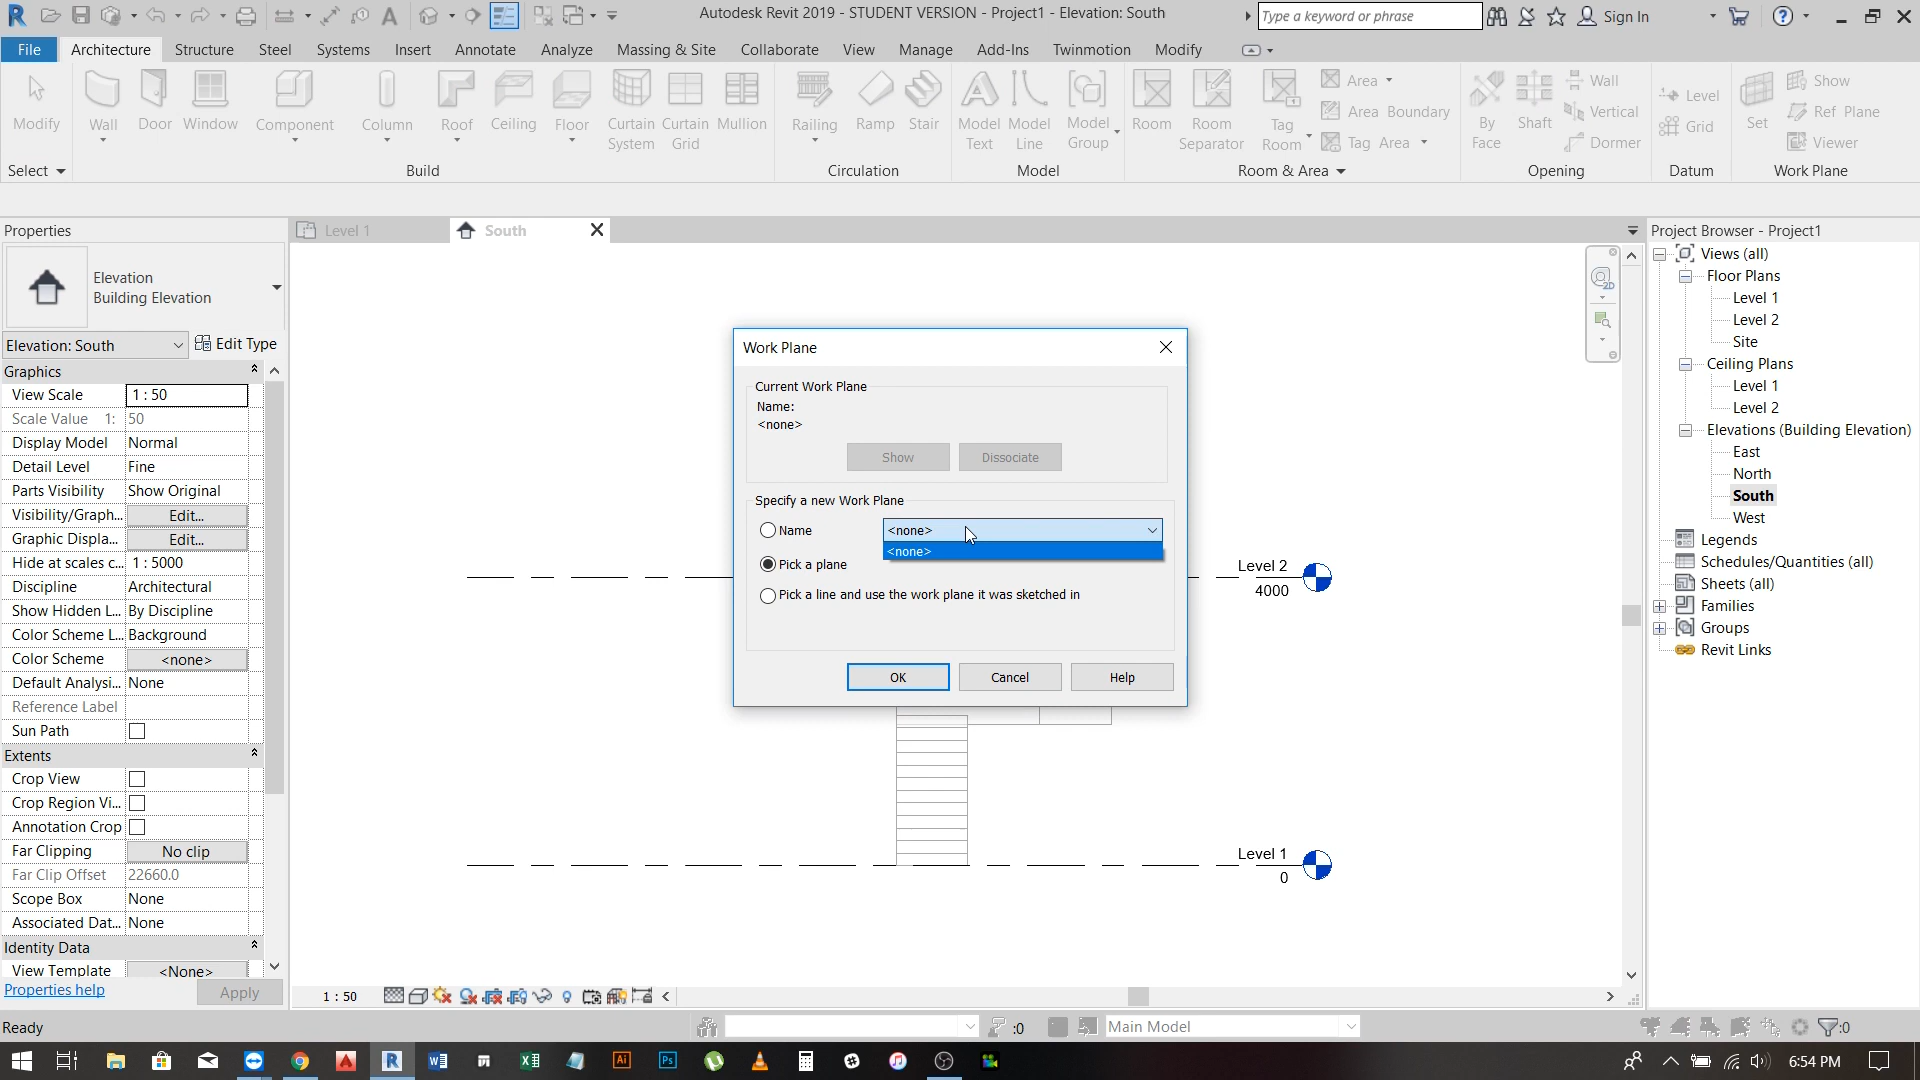 Autodesk Revit 2019 - STUDENT VERSION - Project1 - Elevation: South
Type a keyword or phrase
Sign In
File Architecture Structure Steel Systems Insert Annotate Analyze Massing & Site Collaborate View Manage Add-Ins Twinmotion Modify
Modify
Wall
Door
Window
Component
Column
Roof
Ceiling
Floor
Curtain System
Curtain Grid
Mullion
Railing
Ramp
Stair
Model Text
Model Line
Model Group
Room
Room Separator
Tag Room
Area
Area Boundary
Tag Area
By Face
Shaft
Wall
Vertical
Dormer
Level
Grid
Set
Show
Ref Plane
Viewer
Select Build Circulation Model Room & Area Opening Datum Work Plane
Properties
Elevation
Building Elevation
Elevation: South Edit Type
Graphics
View Scale 1 : 50
Scale Value 1: 50
Display Model Normal
Detail Level Fine
Parts Visibility Show Original
Visibility/Graph... Edit...
Graphic Displa... Edit...
Hide at scales c... 1 : 5000
Discipline Architectural
Show Hidden L... By Discipline
Color Scheme L... Background
Color Scheme <none>
Default Analysi... None
Reference Label
Sun Path
Extents
Crop View
Crop Region Vi...
Annotation Crop
Far Clipping No clip
Far Clip Offset 22660.0
Scope Box None
Associated Dat... None
Identity Data
View Template <None>
Properties help Apply
Level 1 South
Work Plane
Current Work Plane
Name:
<none>
Show Dissociate
Specify a new Work Plane
Name <none>
<none>
Pick a plane
Pick a line and use the work plane it was sketched in
OK Cancel Help
Level 2
4000
Level 1
0
1 : 50
Project Browser - Project1
Views (all)
Floor Plans
Level 1
Level 2
Site
Ceiling Plans
Level 1
Level 2
Elevations (Building Elevation)
East
North
South
West
Legends
Schedules/Quantities (all)
Sheets (all)
Families
Groups
Revit Links
Ready :0 Main Model :0
6:54 PM